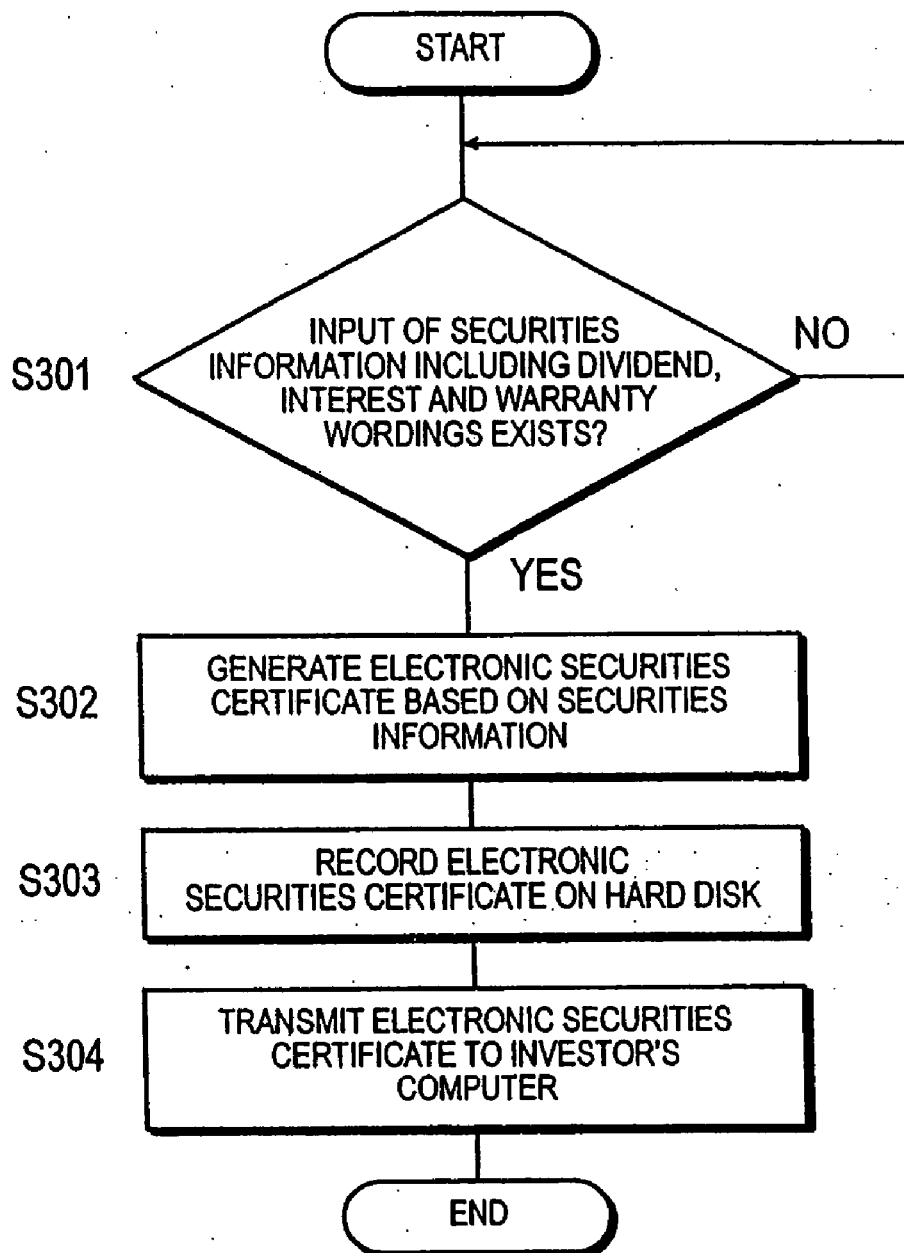 START
INPUT OF SECURITIES
INFORMATION INCLUDING DIVIDEND,
INTEREST AND WARRANTY
WORDINGS EXISTS?
S301
NO
YES
S302
GENERATE ELECTRONIC SECURITIES
CERTIFICATE BASED ON SECURITIES
INFORMATION
S303
RECORD ELECTRONIC
SECURITIES CERTIFICATE ON HARD DISK
S304
TRANSMIT ELECTRONIC SECURITIES
CERTIFICATE TO INVESTOR'S
COMPUTER
END